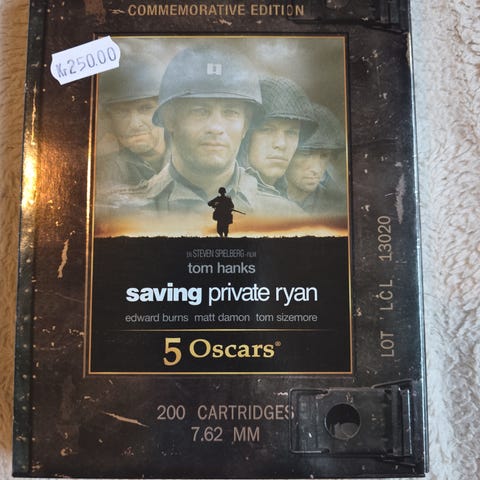 COMMEMORATIVE EDITION
Kr250.00
EN STEVEN SPIELBERG-FILM
tom hanks
saving private ryan
edward burns matt damon tom sizemore
5 Oscars®
LOT LCL 13020
200 CARTRIDGES
7.62 MM